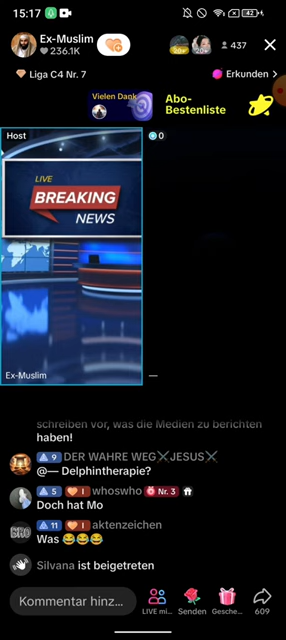 15:17
42
Ex-Muslim
236.1K
20
20
437
Liga C4 Nr. 7
Erkunden
Vielen Dank
Abo-
Bestenliste
Host
0
LIVE
BREAKING
NEWS
Ex-Muslim
—
schreiben vor, was die Medien zu berichten
haben!
9 DER WAHRE WEG⚔JESUS⚔
@— Delphintherapie?
5 I whoswho Nr. 3
Doch hat Mo
11 I aktenzeichen
Was 😂😂😂
Silvana ist beigetreten
Kommentar hinz...
LIVE mi...
Senden
Gesche...
609